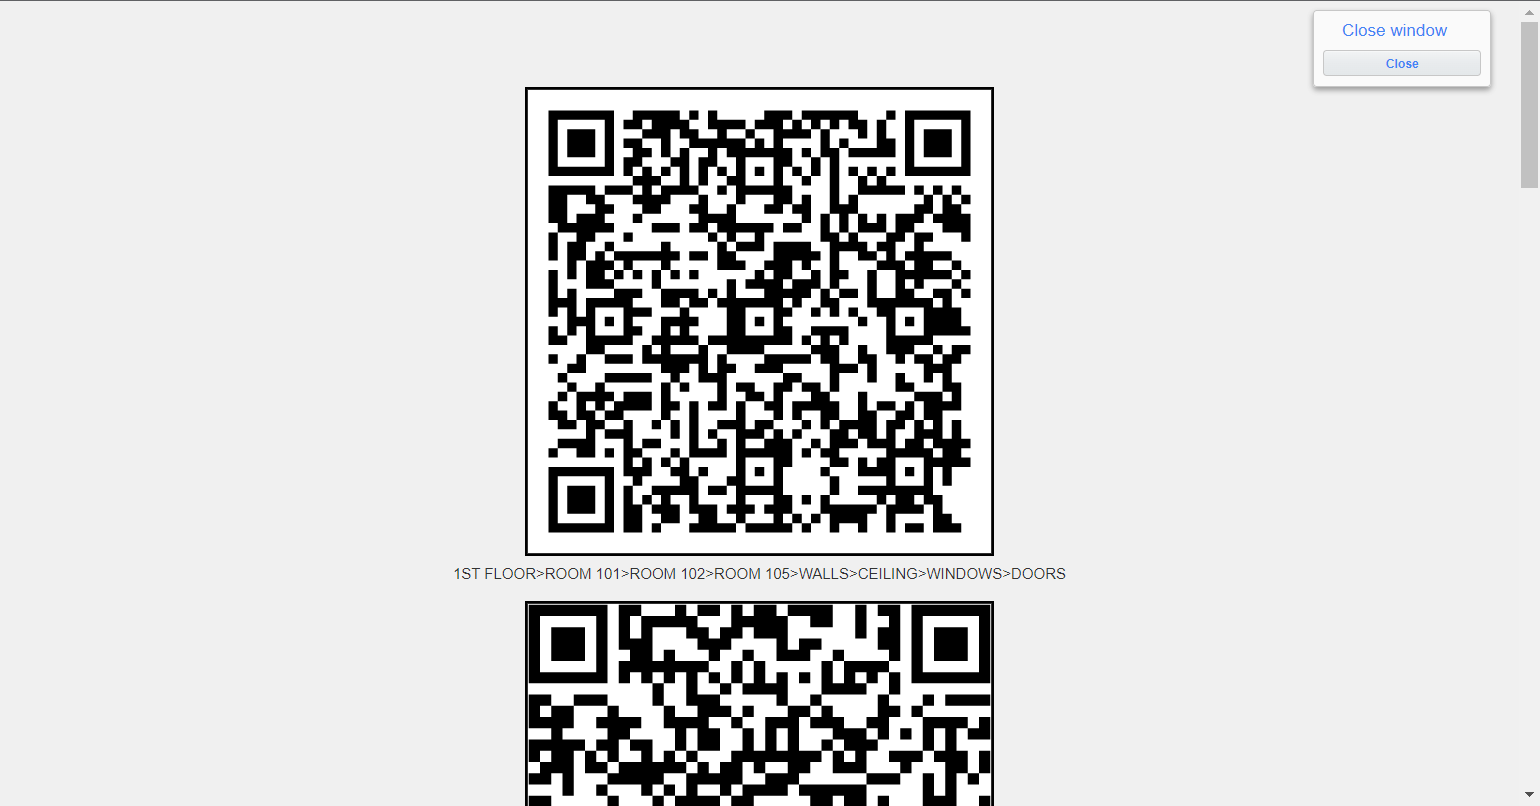 Close window
Close
1ST FLOOR>ROOM 101>ROOM 102>ROOM 105>WALLS>CEILING>WINDOWS>DOORS